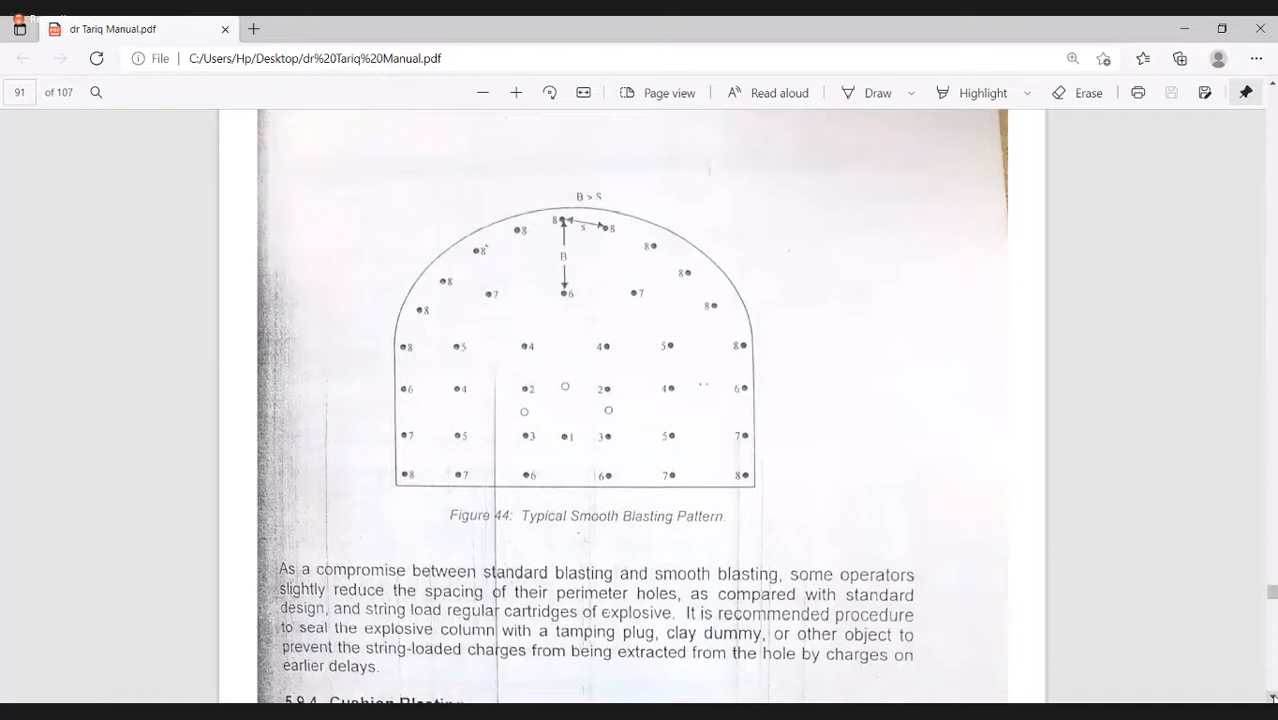 dr Tariq Manual.pdf
File C:/Users/Hp/Desktop/dr%20Tariq%20Manual.pdf
91 of 107 Page view Read aloud Draw Highlight Erase
B > S
8 S 8
8 8
8 B 8
8 7 6 7 8
8 8
8 5 4 4 5 8
6 4 2 2 4 6
7 5 3 1 3 5 7
8 7 6 6 7 8
Figure 44: Typical Smooth Blasting Pattern.
As a compromise between standard blasting and smooth blasting, some operators
slightly reduce the spacing of their perimeter holes, as compared with standard
design, and string load regular cartridges of explosive. It is recommended procedure
to seal the explosive column with a tamping plug, clay dummy, or other object to
prevent the string-loaded charges from being extracted from the hole by charges on
earlier delays.
5.9.4 Cushion Blasting